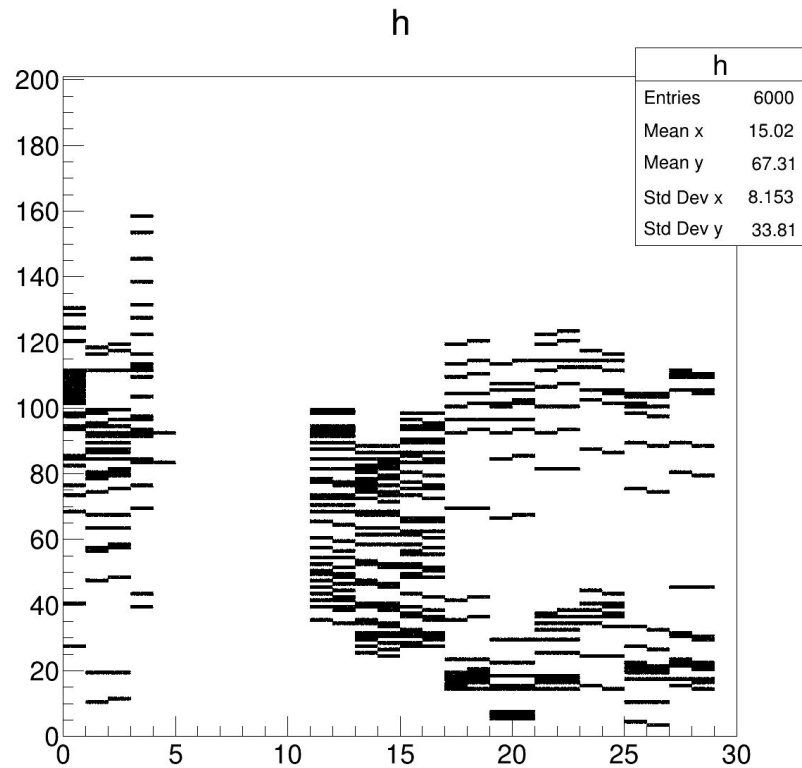 h
h
Entries 6000
Mean x 15.02
Mean y 67.31
Std Dev x 8.153
Std Dev y 33.81
200
180
160
140
120
100
80
60
40
20
0
0 5 10 15 20 25 30